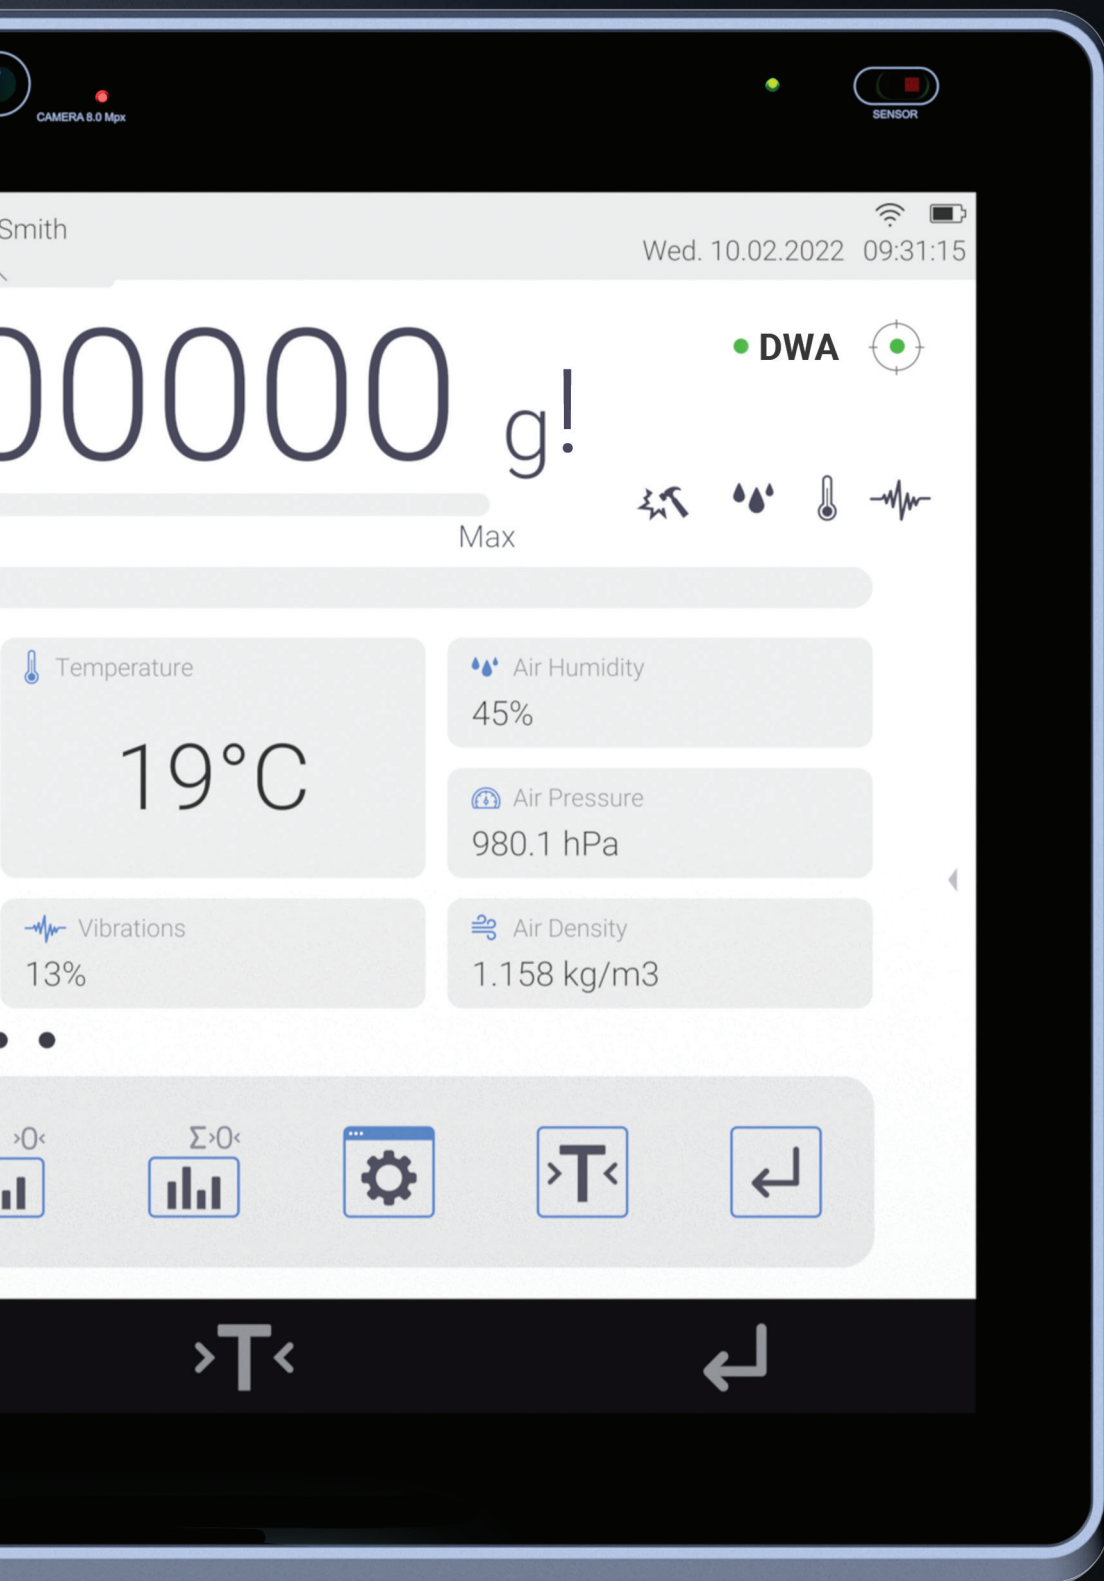 CAMERA 8.0 Mpx
SENSOR
Smith
Wed. 10.02.2022 09:31:15
00000 g!
DWA
Max
Temperature
19°C
Air Humidity
45%
Air Pressure
980.1 hPa
Vibrations
13%
Air Density
1.158 kg/m3
›0‹
Σ›0‹
›T‹
›T‹